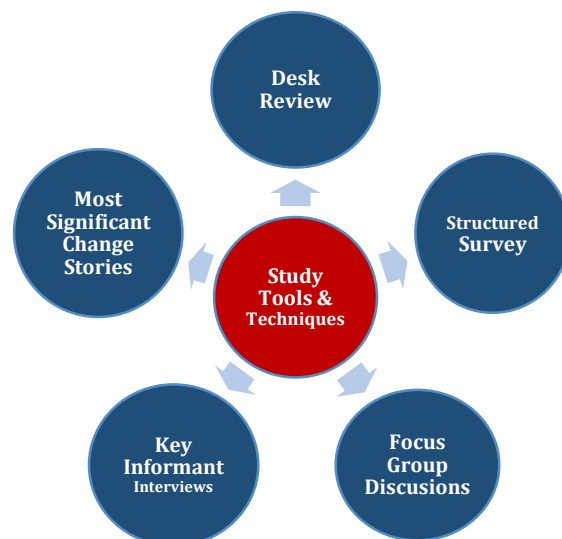 Desk
Review
Most
Significant
Change
Stories
Structured
Survey
Study
Tools &
Techniques
Key
Informant
Interviews
Focus
Group
Discusions